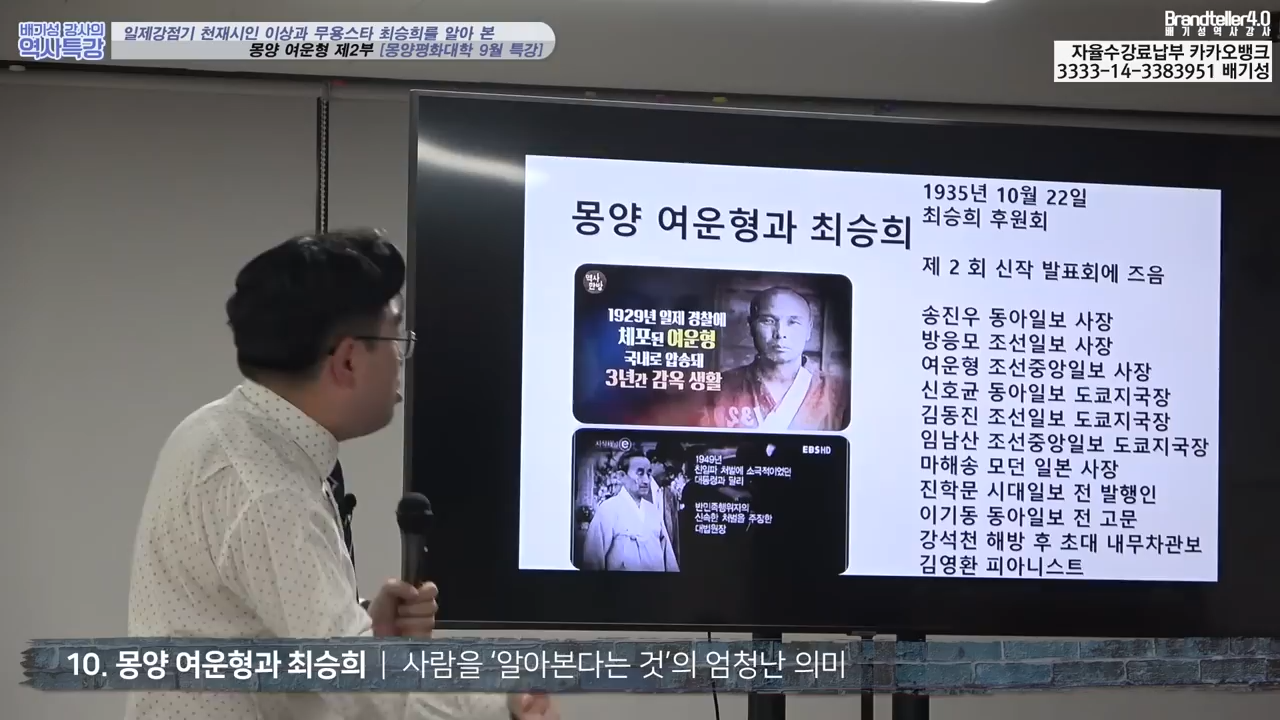 배기성 강사의
역사특강
일제강점기 천재시인 이상과 무용스타 최승희를 알아 본
몽양 여운형 제2부 [몽양평화대학 9월 특강]
Brandteller4.0
배기성역사강사
자율수강료납부 카카오뱅크
3333-14-3383951 배기성
몽양 여운형과 최승희
1935년 10월 22일
최승희 후원회
제 2 회 신작 발표회에 즈음
송진우 동아일보 사장
방응모 조선일보 사장
여운형 조선중앙일보 사장
신호균 동아일보 도쿄지국장
김동진 조선일보 도쿄지국장
임남산 조선중앙일보 도쿄지국장
마해송 모던 일본 사장
진학문 시대일보 전 발행인
이기동 동아일보 전 고문
강석천 해방 후 초대 내무차관보
김영환 피아니스트
역사
한방
1929년 일제 경찰에
체포된 여운형
국내로 압송돼
3년간 감옥 생활
132
지식채널e
EBS HD
1949년
친일파 처벌에 소극적이었던
대통령과 달리
반민족행위자의
신속한 처벌을 주장한
대법원장
10. 몽양 여운형과 최승희 | 사람을 ‘알아본다는 것’의 엄청난 의미